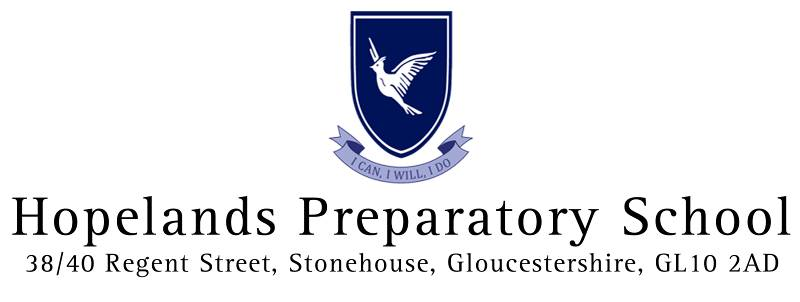 I CAN, I WILL, I DO
Hopelands Preparatory School
38/40 Regent Street, Stonehouse, Gloucestershire, GL10 2AD